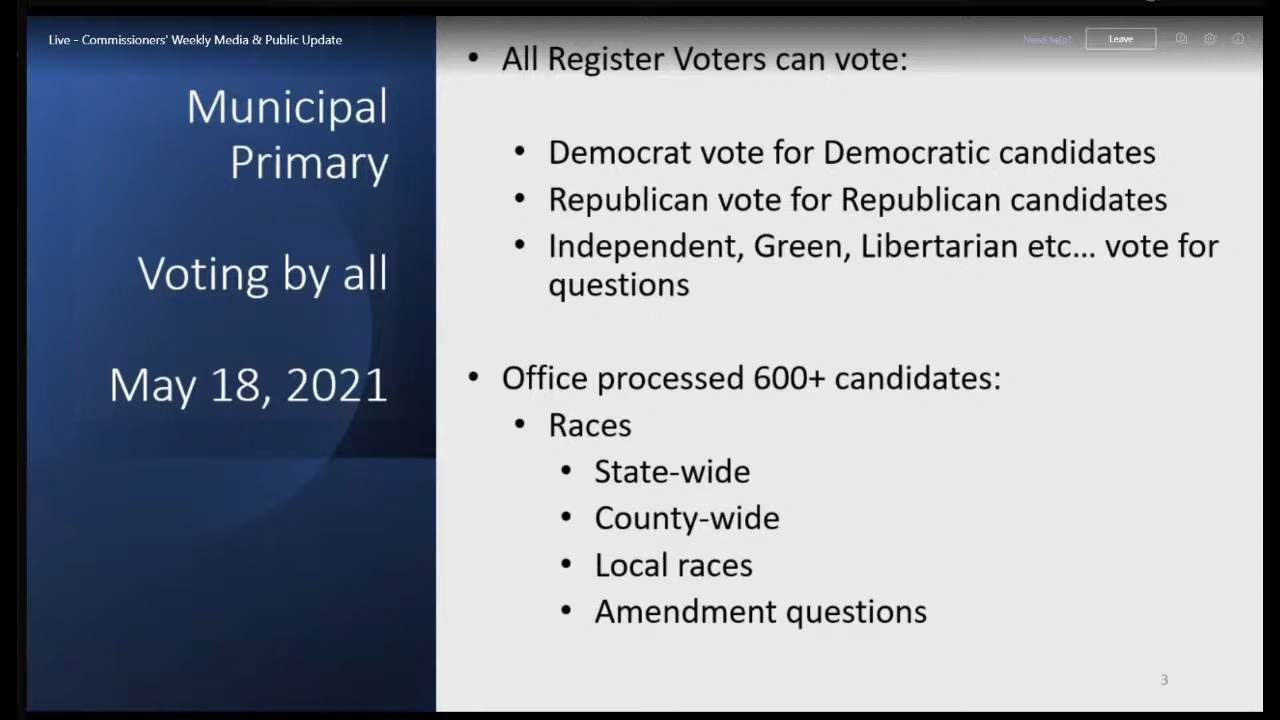 Live - Commissioners' Weekly Media & Public Update
Need help?
Leave
Municipal
Primary
Voting by all
May 18, 2021
• All Register Voters can vote:
• Democrat vote for Democratic candidates
• Republican vote for Republican candidates
• Independent, Green, Libertarian etc... vote for
questions
• Office processed 600+ candidates:
• Races
• State-wide
• County-wide
• Local races
• Amendment questions
3